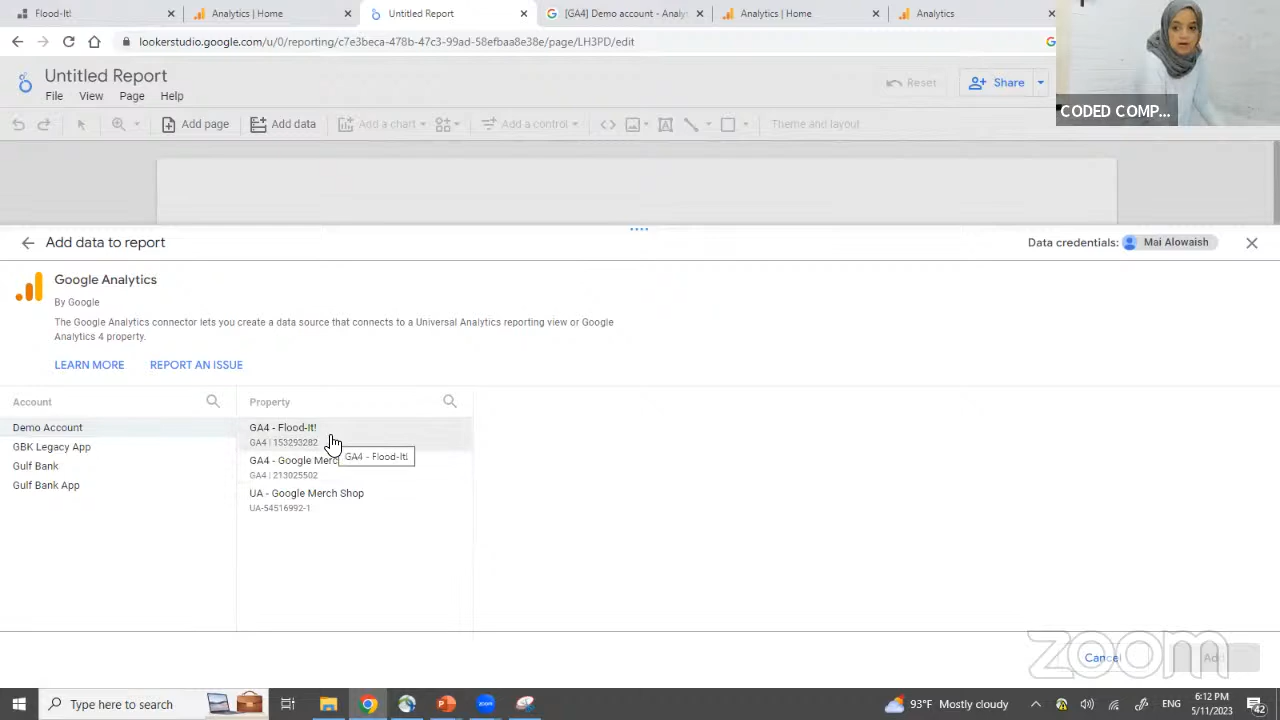 Flood-It!
Analytics | Home
Untitled Report
[GA4] Demo account - Analy
Analytics | Home
Analytics
lookerstudio.google.com/u/0/reporting/c7e3beca-478b-47c3-99ad-58efbaa8e38e/page/LH3PD/edit
Untitled Report
File View Page Help
Reset
Share
CODED COMP...
Add page
Add data
Add a chart
Add a control
Theme and layout
Add data to report
Data credentials: Mai Alowaish
Google Analytics
By Google
The Google Analytics connector lets you create a data source that connects to a Universal Analytics reporting view or Google
Analytics 4 property.
LEARN MORE REPORT AN ISSUE
Account
Property
Demo Account
GBK Legacy App
Gulf Bank
Gulf Bank App
GA4 - Flood-It!
GA4 | 153293282
GA4 - Flood-It!
GA4 - Google Merc
GA4 | 213025502
UA - Google Merch Shop
UA-54516992-1
zoom
Cancel
Add
Type here to search
93°F Mostly cloudy
ENG
6:12 PM
5/11/2023
42